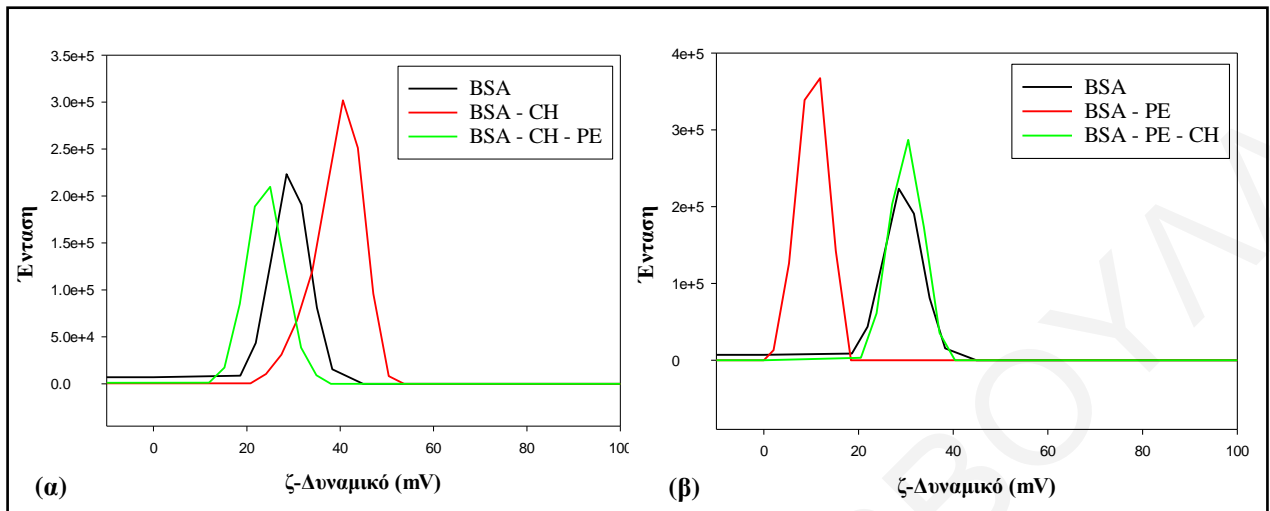 3.5e+5
3.0e+5
2.5e+5
2.0e+5
1.5e+5
1.0e+5
5.0e+4
0.0
Ένταση
BSA
BSA - CH
BSA - CH - PE
0 20 40 60 80 100
ζ-Δυναμικό (mV)
(α)
4e+5
3e+5
2e+5
1e+5
0
Ένταση
BSA
BSA - PE
BSA - PE - CH
0 20 40 60 80 100
ζ-Δυναμικό (mV)
(β)